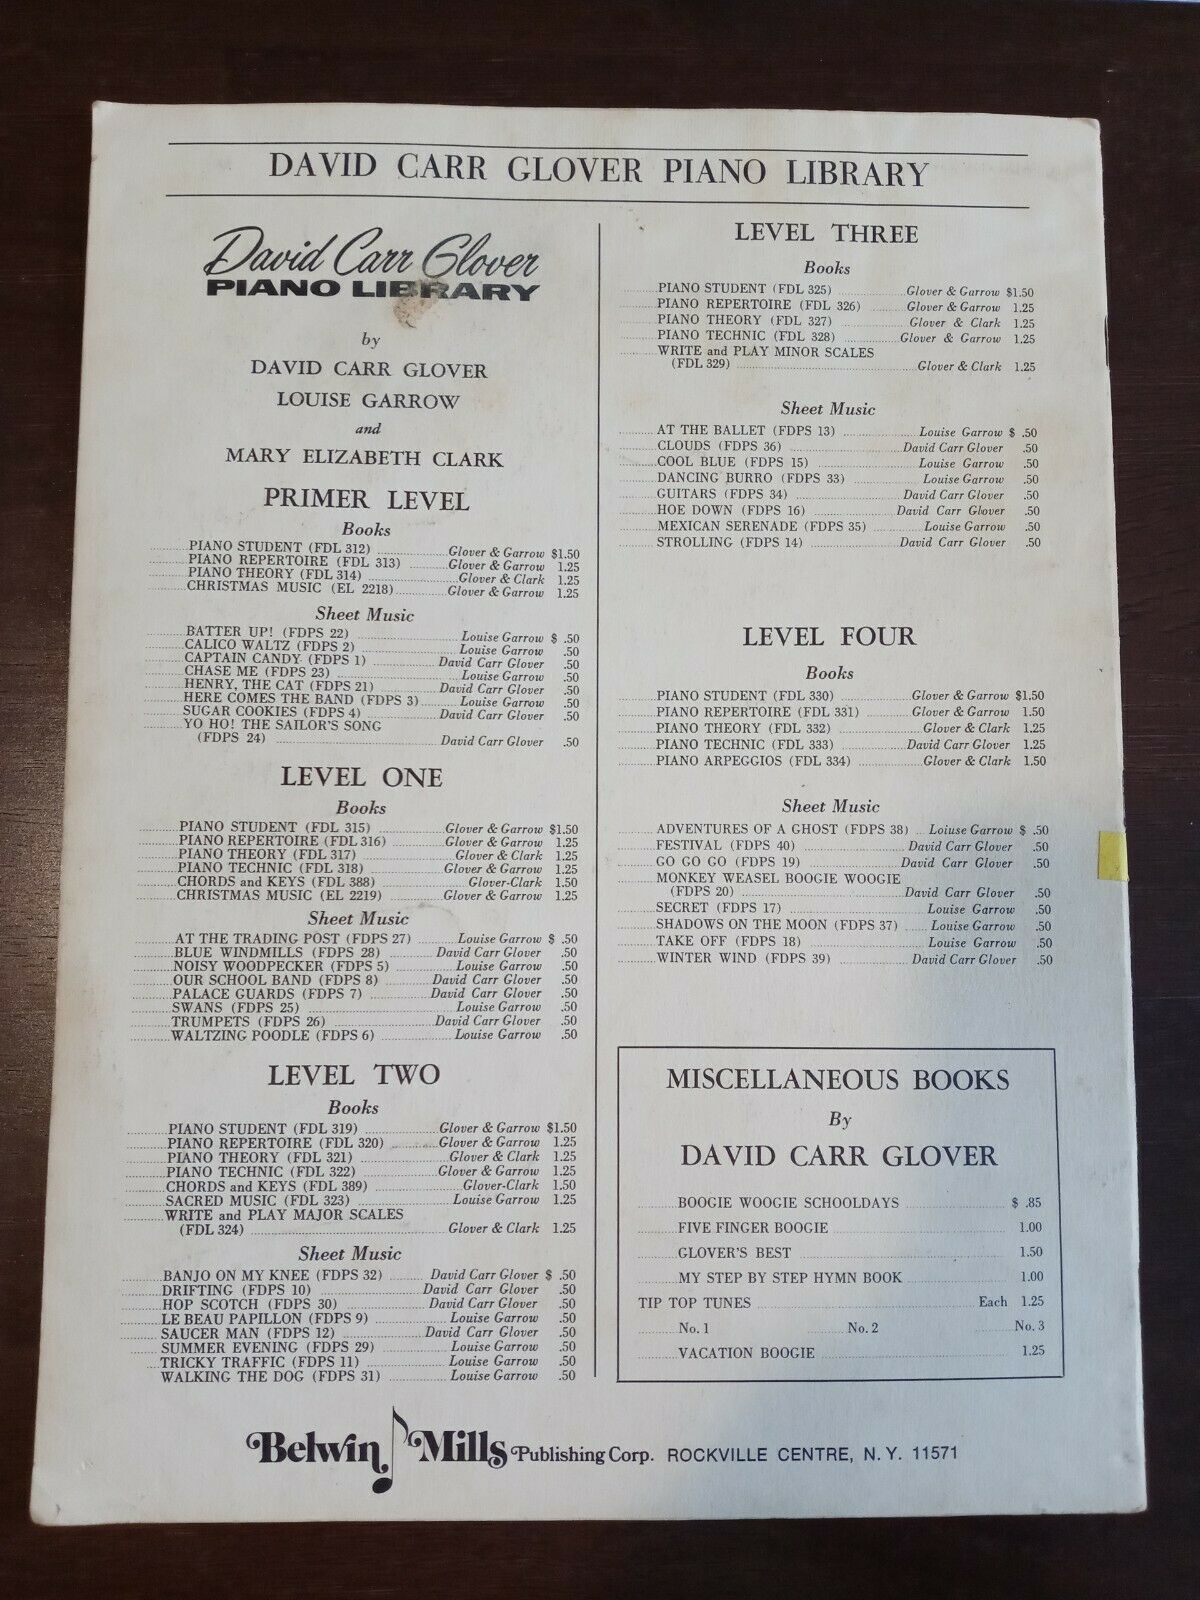 DAVID CARR GLOVER PIANO LIBRARY
David Carr Glover
PIANO LIBRARY
by
DAVID CARR GLOVER
LOUISE GARROW
and
MARY ELIZABETH CLARK
PRIMER LEVEL
Books
PIANO STUDENT (FDL 312) Glover & Garrow $1.50
PIANO REPERTOIRE (FDL 313) Glover & Garrow 1.25
PIANO THEORY (FDL 314) Glover & Clark 1.25
CHRISTMAS MUSIC (EL 2218) Glover & Garrow 1.25
Sheet Music
BATTER UP! (FDPS 22) Louise Garrow $ .50
CALICO WALTZ (FDPS 2) Louise Garrow .50
CAPTAIN CANDY (FDPS 1) David Carr Glover .50
CHASE ME (FDPS 23) Louise Garrow .50
HENRY, THE CAT (FDPS 21) David Carr Glover .50
HERE COMES THE BAND (FDPS 3) Louise Garrow .50
SUGAR COOKIES (FDPS 4) David Carr Glover .50
YO HO! THE SAILOR'S SONG
(FDPS 24) David Carr Glover .50
LEVEL ONE
Books
PIANO STUDENT (FDL 315) Glover & Garrow $1.50
PIANO REPERTOIRE (FDL 316) Glover & Garrow 1.25
PIANO THEORY (FDL 317) Glover & Clark 1.25
PIANO TECHNIC (FDL 318) Glover & Garrow 1.25
CHORDS and KEYS (FDL 388) Glover-Clark 1.50
CHRISTMAS MUSIC (EL 2219) Glover & Garrow 1.25
Sheet Music
AT THE TRADING POST (FDPS 27) Louise Garrow $ .50
BLUE WINDMILLS (FDPS 28) David Carr Glover .50
NOISY WOODPECKER (FDPS 5) Louise Garrow .50
OUR SCHOOL BAND (FDPS 8) David Carr Glover .50
PALACE GUARDS (FDPS 7) David Carr Glover .50
SWANS (FDPS 25) Louise Garrow .50
TRUMPETS (FDPS 26) David Carr Glover .50
WALTZING POODLE (FDPS 6) Louise Garrow .50
LEVEL TWO
Books
PIANO STUDENT (FDL 319) Glover & Garrow $1.50
PIANO REPERTOIRE (FDL 320) Glover & Garrow 1.25
PIANO THEORY (FDL 321) Glover & Clark 1.25
PIANO TECHNIC (FDL 322) Glover & Garrow 1.25
CHORDS and KEYS (FDL 389) Glover-Clark 1.50
SACRED MUSIC (FDL 323) Louise Garrow 1.25
WRITE and PLAY MAJOR SCALES
(FDL 324) Glover & Clark 1.25
Sheet Music
BANJO ON MY KNEE (FDPS 32) David Carr Glover $ .50
DRIFTING (FDPS 10) David Carr Glover .50
HOP SCOTCH (FDPS 30) David Carr Glover .50
LE BEAU PAPILLON (FDPS 9) Louise Garrow .50
SAUCER MAN (FDPS 12) David Carr Glover .50
SUMMER EVENING (FDPS 29) Louise Garrow .50
TRICKY TRAFFIC (FDPS 11) Louise Garrow .50
WALKING THE DOG (FDPS 31) Louise Garrow .50
LEVEL THREE
Books
PIANO STUDENT (FDL 325) Glover & Garrow $1.50
PIANO REPERTOIRE (FDL 326) Glover & Garrow 1.25
PIANO THEORY (FDL 327) Glover & Clark 1.25
PIANO TECHNIC (FDL 328) Glover & Garrow 1.25
WRITE and PLAY MINOR SCALES
(FDL 329) Glover & Clark 1.25
Sheet Music
AT THE BALLET (FDPS 13) Louise Garrow $ .50
CLOUDS (FDPS 36) David Carr Glover .50
COOL BLUE (FDPS 15) Louise Garrow .50
DANCING BURRO (FDPS 33) Louise Garrow .50
GUITARS (FDPS 34) David Carr Glover .50
HOE DOWN (FDPS 16) David Carr Glover .50
MEXICAN SERENADE (FDPS 35) Louise Garrow .50
STROLLING (FDPS 14) David Carr Glover .50
LEVEL FOUR
Books
PIANO STUDENT (FDL 330) Glover & Garrow $1.50
PIANO REPERTOIRE (FDL 331) Glover & Garrow 1.50
PIANO THEORY (FDL 332) Glover & Clark 1.25
PIANO TECHNIC (FDL 333) David Carr Glover 1.25
PIANO ARPEGGIOS (FDL 334) Glover & Clark 1.50
Sheet Music
ADVENTURES OF A GHOST (FDPS 38) Loiuse Garrow $ .50
FESTIVAL (FDPS 40) David Carr Glover .50
GO GO GO (FDPS 19) David Carr Glover .50
MONKEY WEASEL BOOGIE WOOGIE
(FDPS 20) David Carr Glover .50
SECRET (FDPS 17) Louise Garrow .50
SHADOWS ON THE MOON (FDPS 37) Louise Garrow .50
TAKE OFF (FDPS 18) Louise Garrow .50
WINTER WIND (FDPS 39) David Carr Glover .50
MISCELLANEOUS BOOKS
By
DAVID CARR GLOVER
BOOGIE WOOGIE SCHOOLDAYS $ .85
FIVE FINGER BOOGIE 1.00
GLOVER'S BEST 1.50
MY STEP BY STEP HYMN BOOK 1.00
TIP TOP TUNES Each 1.25
No. 1 No. 2 No. 3
VACATION BOOGIE 1.25
Belwin Mills Publishing Corp. ROCKVILLE CENTRE, N. Y. 11571